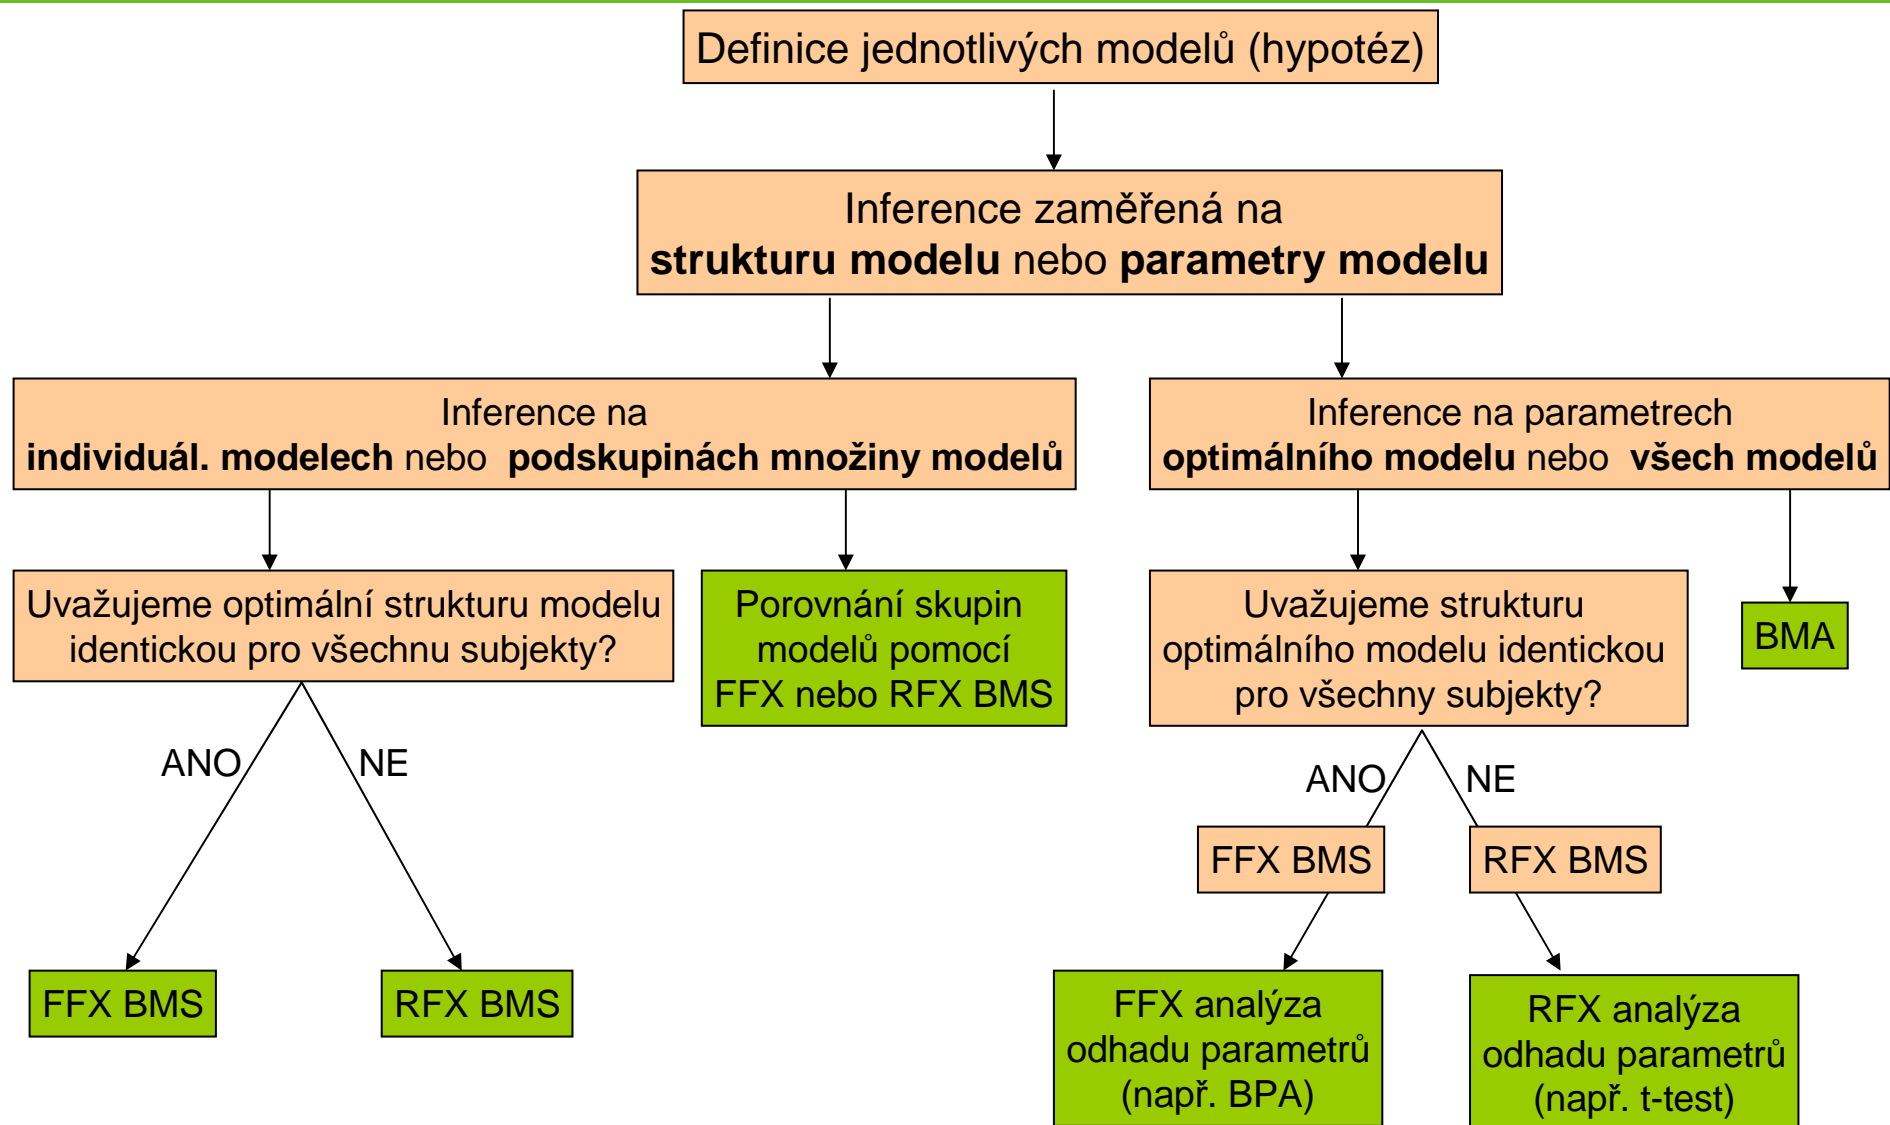 Definice jednotlivých modelů (hypotéz)
Inference zaměřená na
strukturu modelu nebo parametry modelu
Inference na
individuál. modelech nebo podskupinách množiny modelů
Inference na parametrech
optimálního modelu nebo všech modelů
Uvažujeme optimální strukturu modelu
identickou pro všechnu subjekty?
Porovnání skupin
modelů pomocí
FFX nebo RFX BMS
Uvažujeme strukturu
optimálního modelu identickou
pro všechny subjekty?
BMA
ANO
NE
ANO
NE
FFX BMS
RFX BMS
FFX BMS
RFX BMS
FFX analýza
odhadu parametrů
(např. BPA)
RFX analýza
odhadu parametrů
(např. t-test)